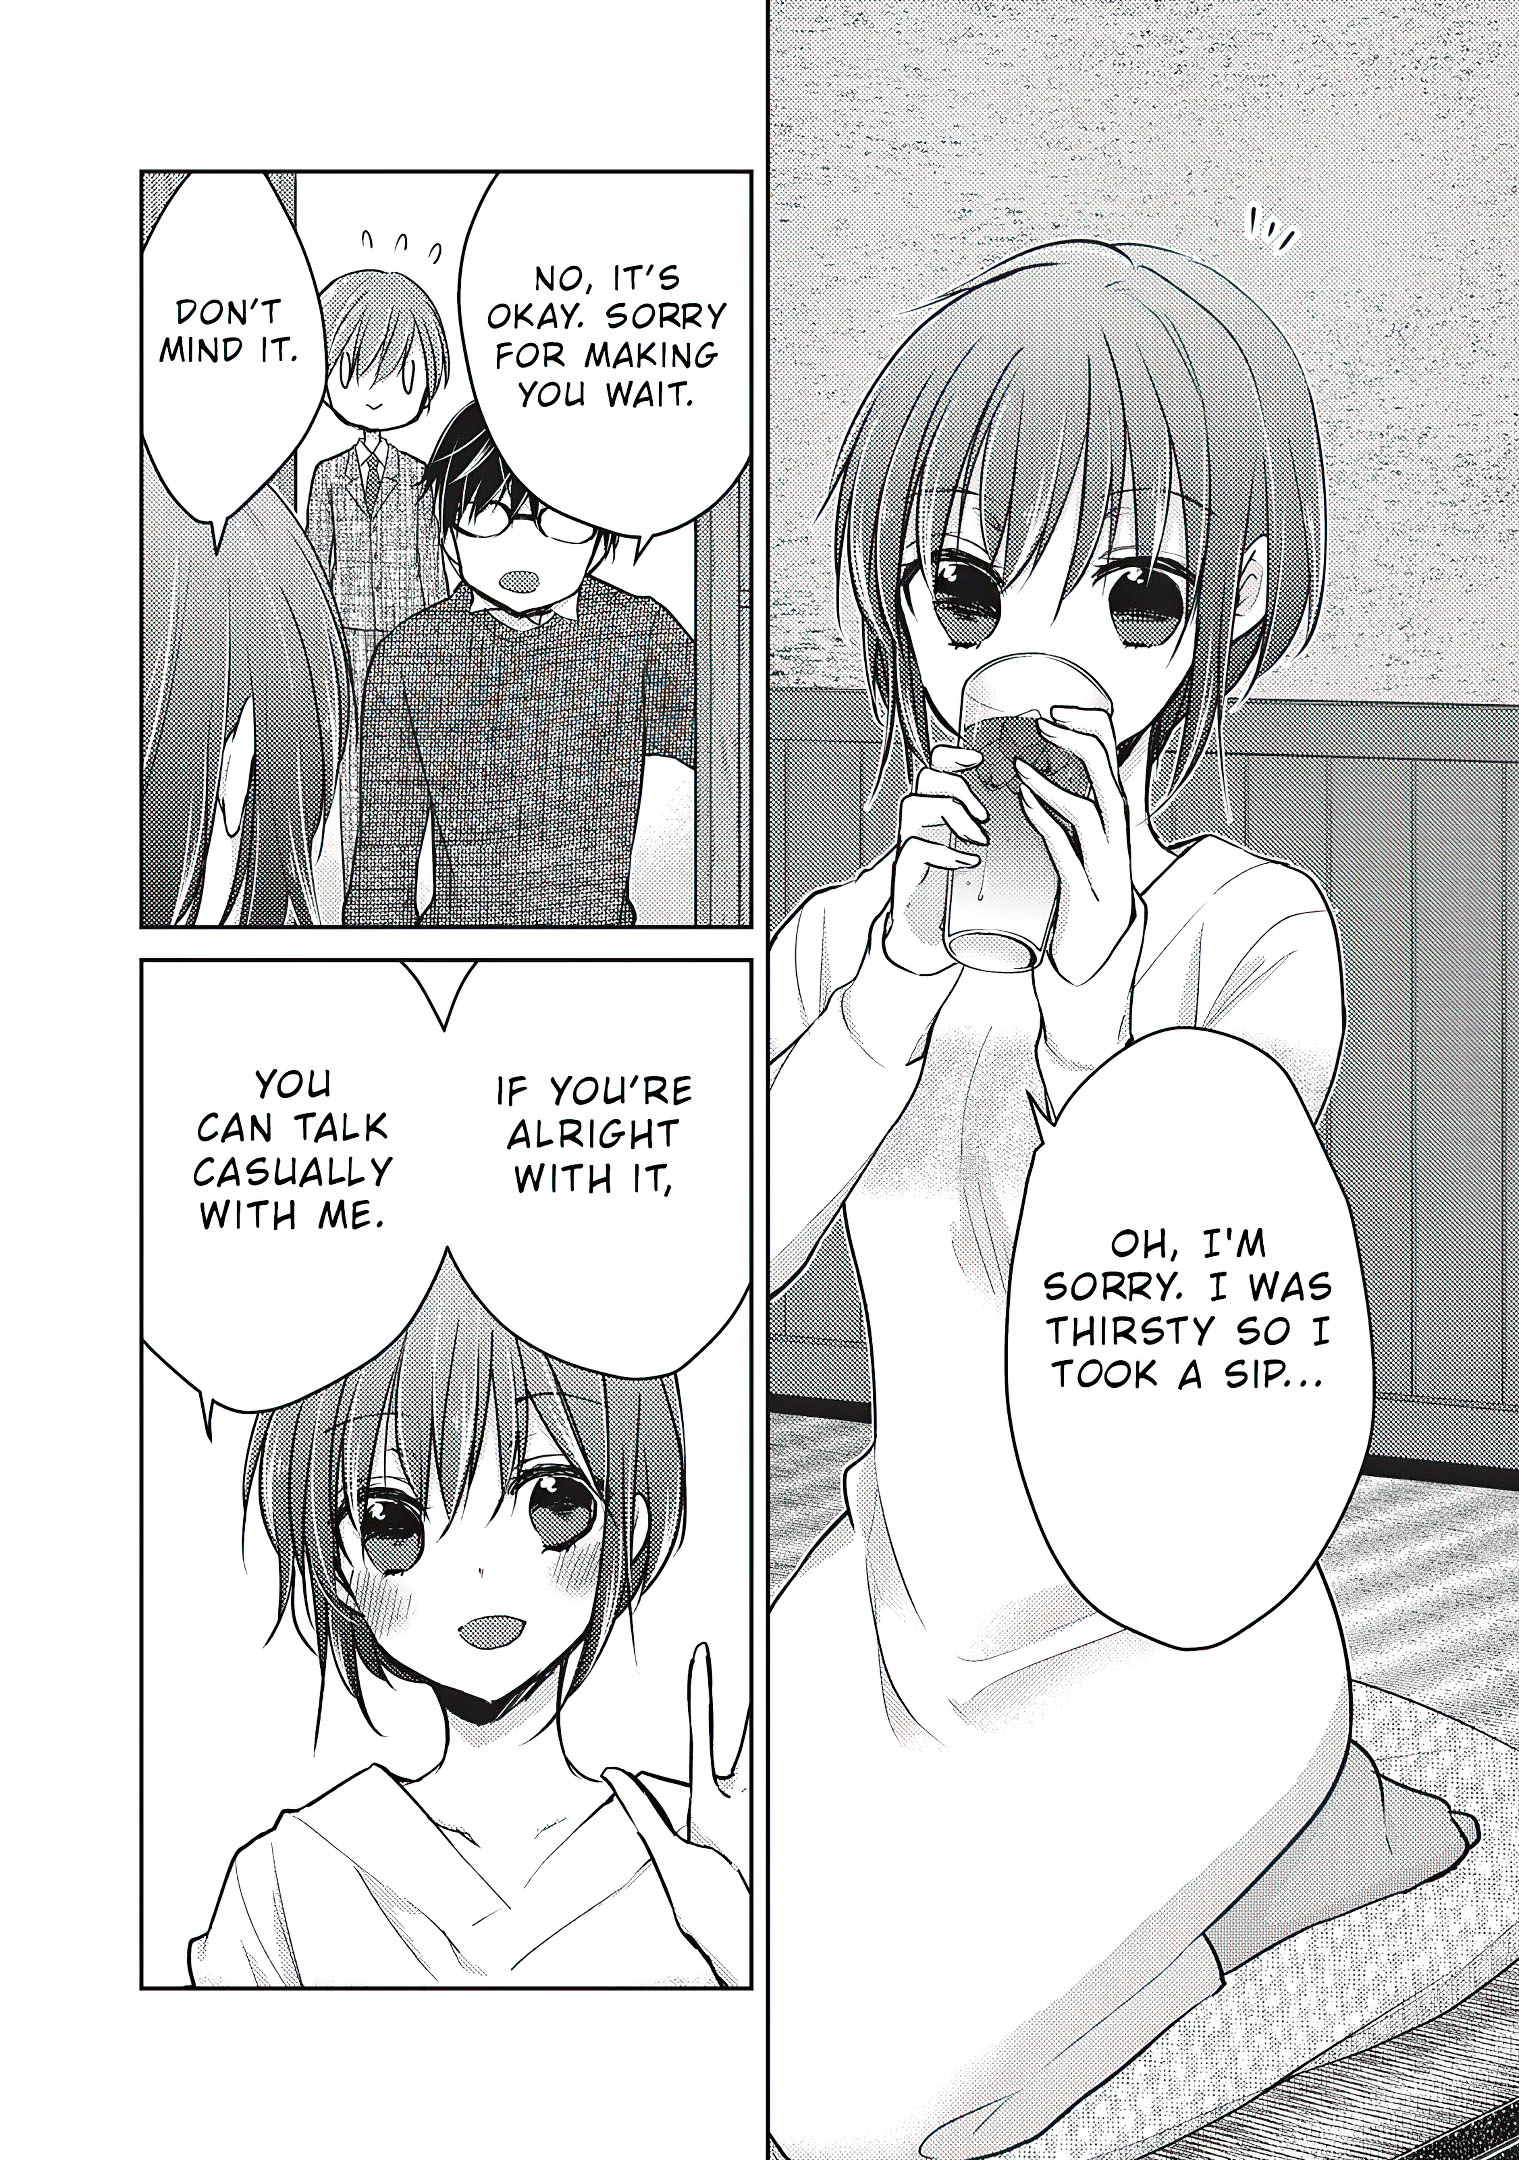 OH, I'M
SORRY. I WAS
THIRSTY SO I
TOOK A SIP...
NO, IT'S
OKAY. SORRY
FOR MAKING
YOU WAIT.
DON'T
MIND IT.
IF YOU'RE
ALRIGHT
WITH IT,
YOU
CAN TALK
CASUALLY
WITH ME.